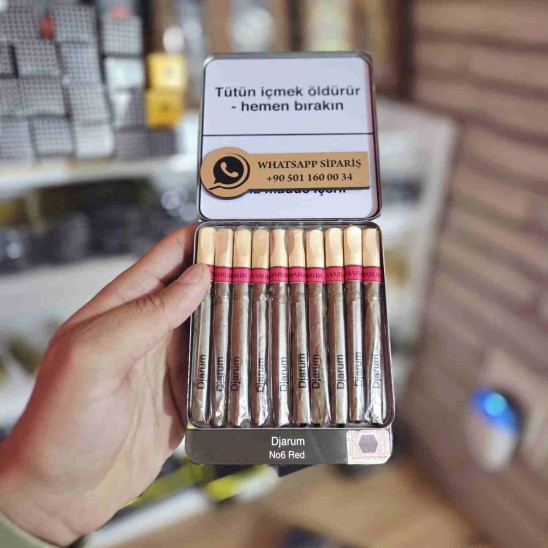 Tütün içmek öldürür
- hemen bırakın
WHATSAPP SİPARİŞ
+90 501 160 00 34
Djarum
Djarum
Djarum
Djarum
Djarum
Djarum
Djarum
Djarum
Djarum
Djarum
Djarum
No6 Red